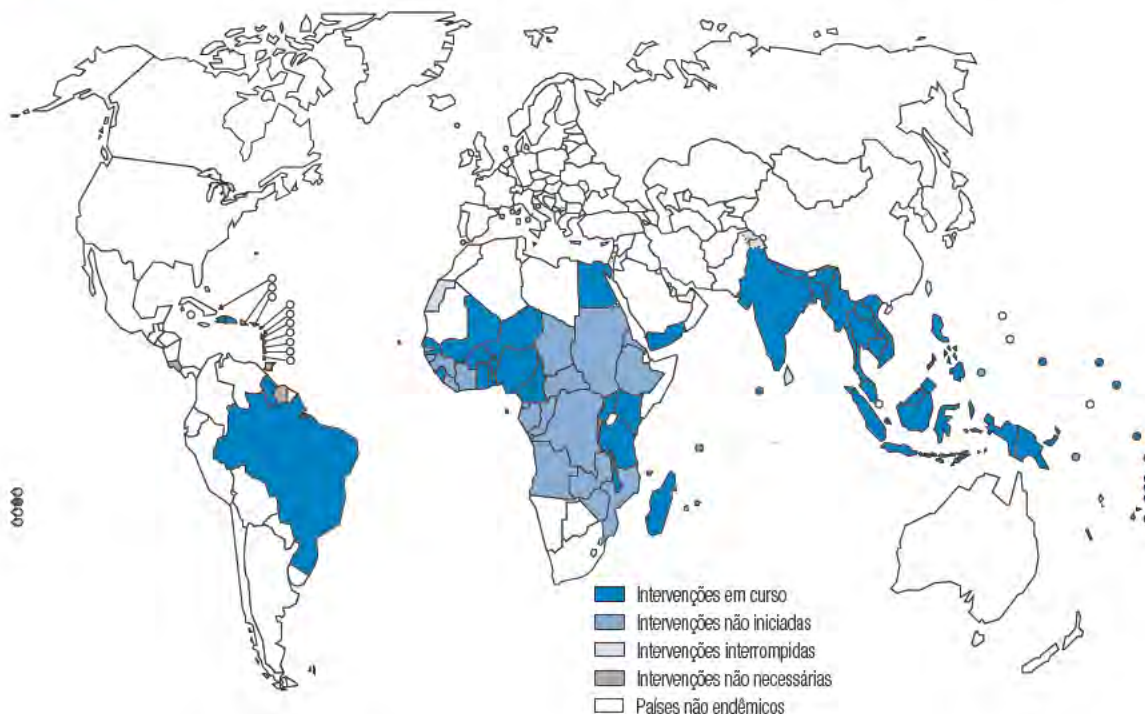 Intervenções em curso
Intervenções não iniciadas
Intervenções interrompidas
Intervenções não necessárias
Países não endêmicos